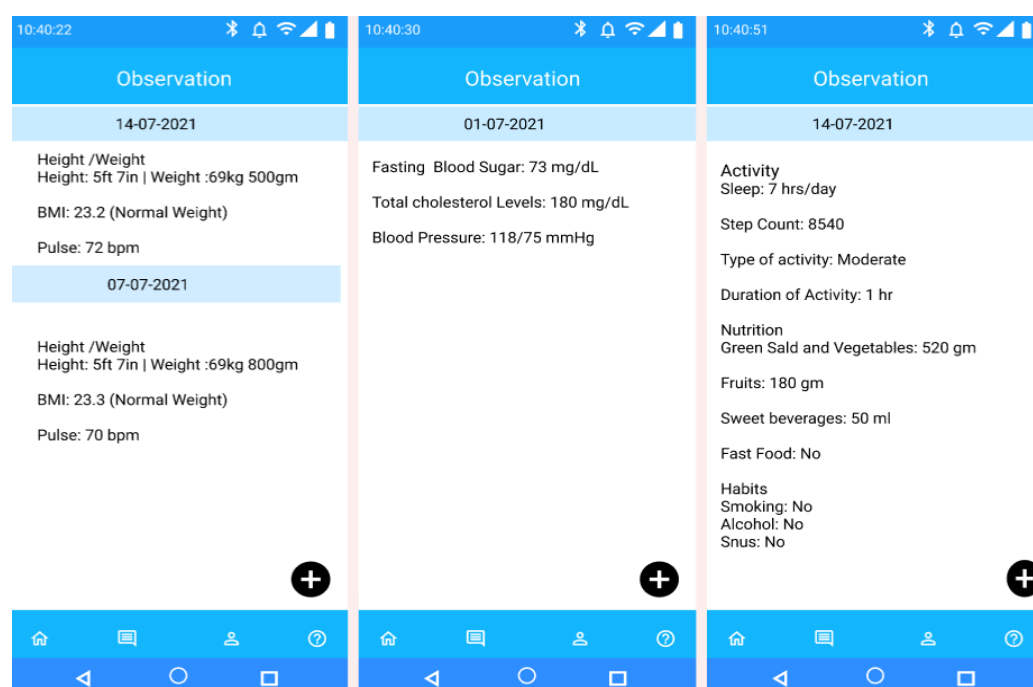 10:40:22
Observation
14-07-2021
Height /Weight
Height: 5ft 7in | Weight :69kg 500gm
BMI: 23.2 (Normal Weight)
Pulse: 72 bpm
07-07-2021
Height /Weight
Height: 5ft 7in | Weight :69kg 800gm
BMI: 23.3 (Normal Weight)
Pulse: 70 bpm
10:40:30
Observation
01-07-2021
Fasting  Blood Sugar: 73 mg/dL
Total cholesterol Levels: 180 mg/dL
Blood Pressure: 118/75 mmHg
10:40:51
Observation
14-07-2021
Activity
Sleep: 7 hrs/day
Step Count: 8540
Type of activity: Moderate
Duration of Activity: 1 hr
Nutrition
Green Sald and Vegetables: 520 gm
Fruits: 180 gm
Sweet beverages: 50 ml
Fast Food: No
Habits
Smoking: No
Alcohol: No
Snus: No